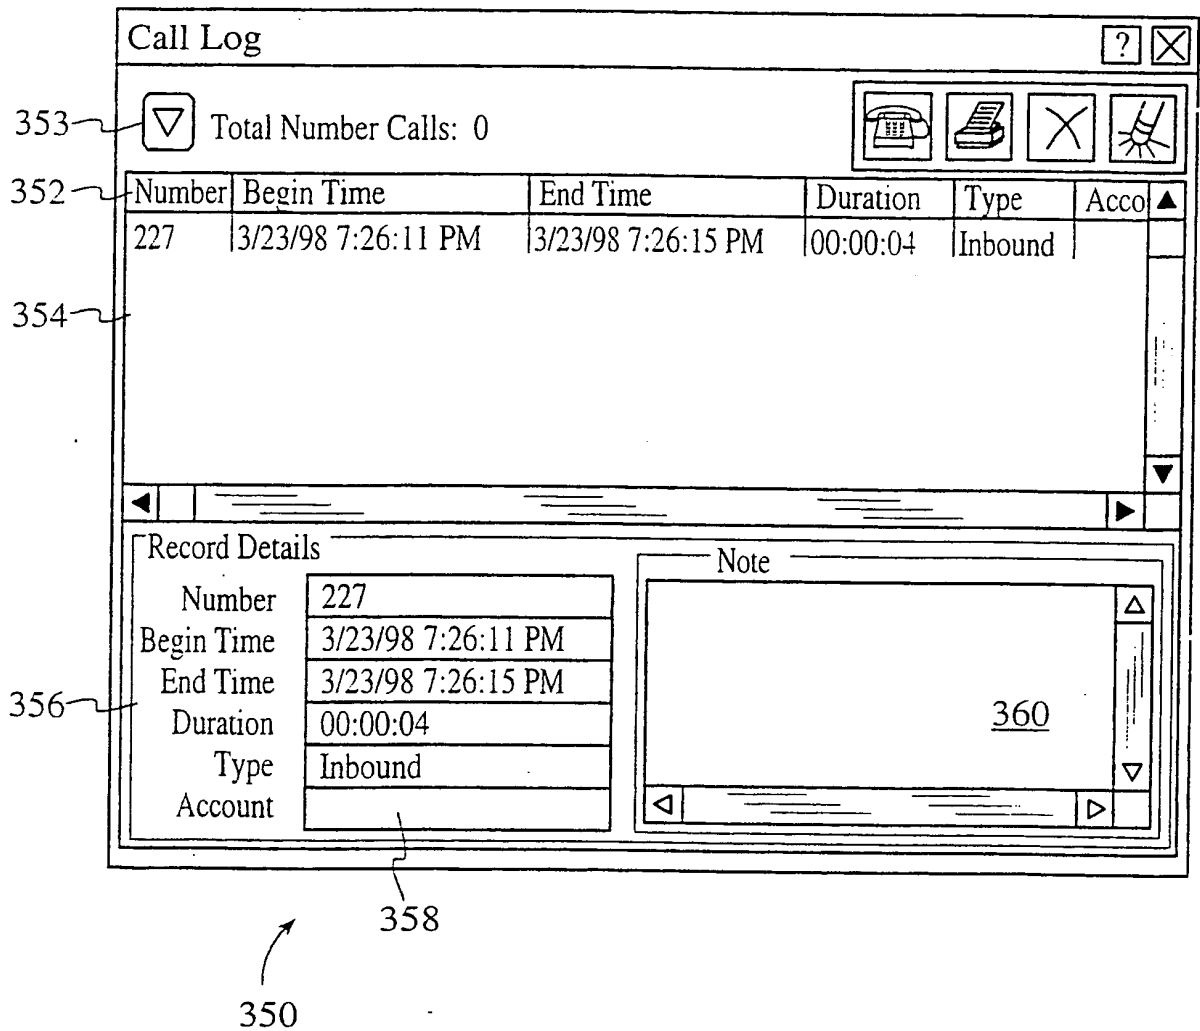 Call Log ?
353 Total Number Calls: 0
352 Number Begin Time End Time Duration Type Acco
227 3/23/98 7:26:11 PM 3/23/98 7:26:15 PM 00:00:04 Inbound
354
Record Details
Number 227
Begin Time 3/23/98 7:26:11 PM
End Time 3/23/98 7:26:15 PM
356
Duration 00:00:04
Type Inbound
Account
Note
360
358
350